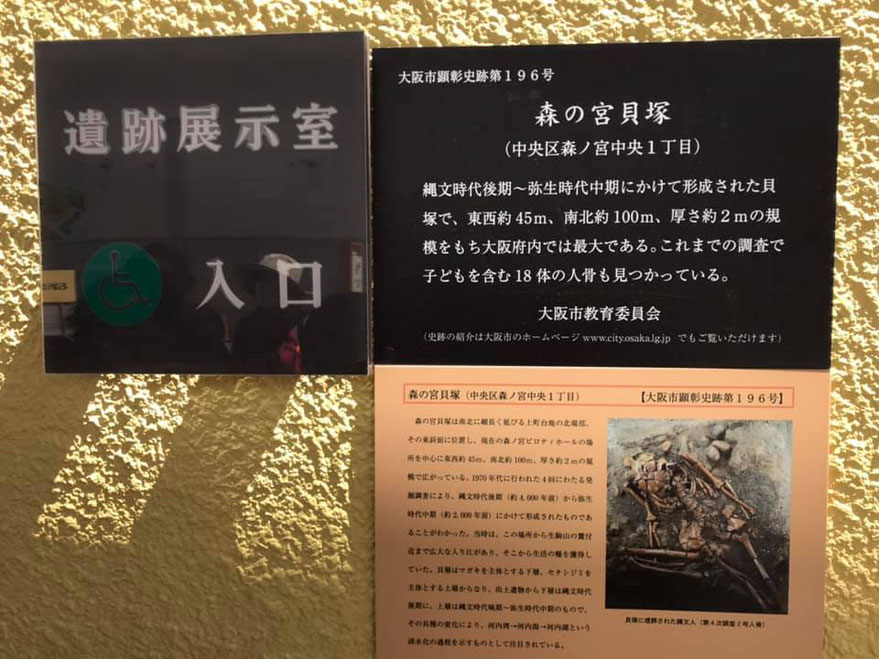 遺跡展示室
入口
大阪市顕彰史跡第196号
森の宮貝塚
（中央区森ノ宮中央1丁目）
縄文時代後期～弥生時代中期にかけて形成された貝
塚で、東西約45m、南北約100m、厚さ約2mの規
模をもち大阪府内では最大である。これまでの調査で
子どもを含む18体の人骨も見つかっている。
大阪市教育委員会
（史跡の紹介は大阪市のホームページ www.city.osaka.lg.jp でもご覧いただけます）
森の宮貝塚（中央区森ノ宮中央1丁目）
【大阪市顕彰史跡第196号】
森の宮貝塚は南北に細長く延びる上町台地の北端部、
その東斜面に位置し、現在の森ノ宮ピロティホールの場
所を中心に東西約45m、南北約100m、厚さ約2mの規
模で広がっている。1970年代に行われた4回にわたる発
掘調査により、縄文時代後期（約4,000年前）から弥生
時代中期（約2,000年前）にかけて形成されたものであ
ることがわかった。当時は、この場所から生駒山の麓付
近まで広大な入り江があり、そこから生活の糧を獲得し
ていた。貝層はマガキを主体とする下層、セタシジミを
主体とする上層からなり、出土遺物から下層は縄文時代
後期に、上層は縄文時代晩期～弥生時代中期のもので、
その貝種の変化により、河内湾→河内潟→河内湖という
淡水化の過程を示すものとして注目されている。
貝塚に埋葬された縄文人（第4次調査2号人骨）